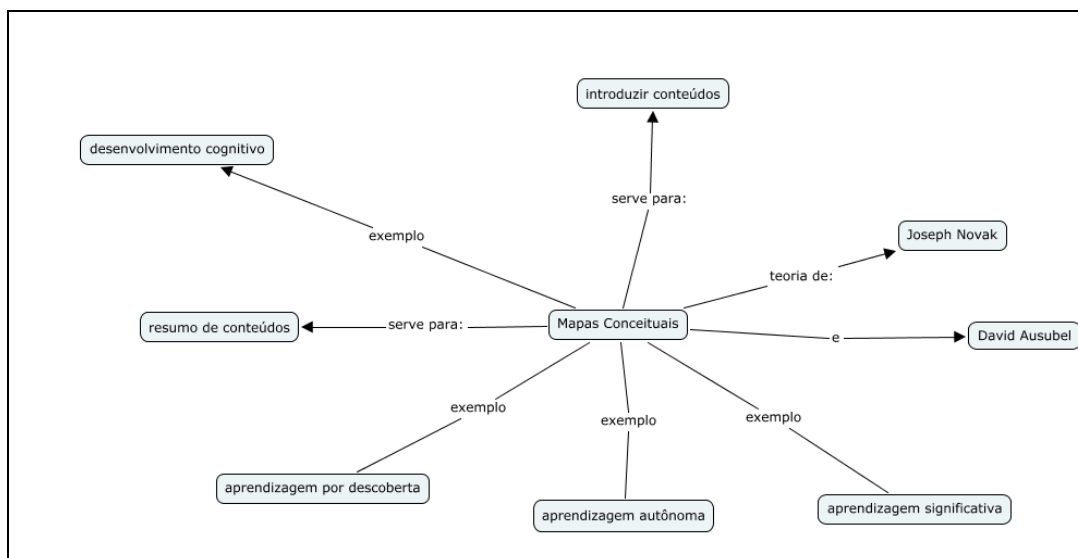 introduzir conteúdos
desenvolvimento cognitivo
serve para:
exemplo
Joseph Novak
teoria de:
resumo de conteúdos
serve para:
Mapas Conceituais
e
David Ausubel
exemplo
exemplo
exemplo
aprendizagem por descoberta
aprendizagem autônoma
aprendizagem significativa